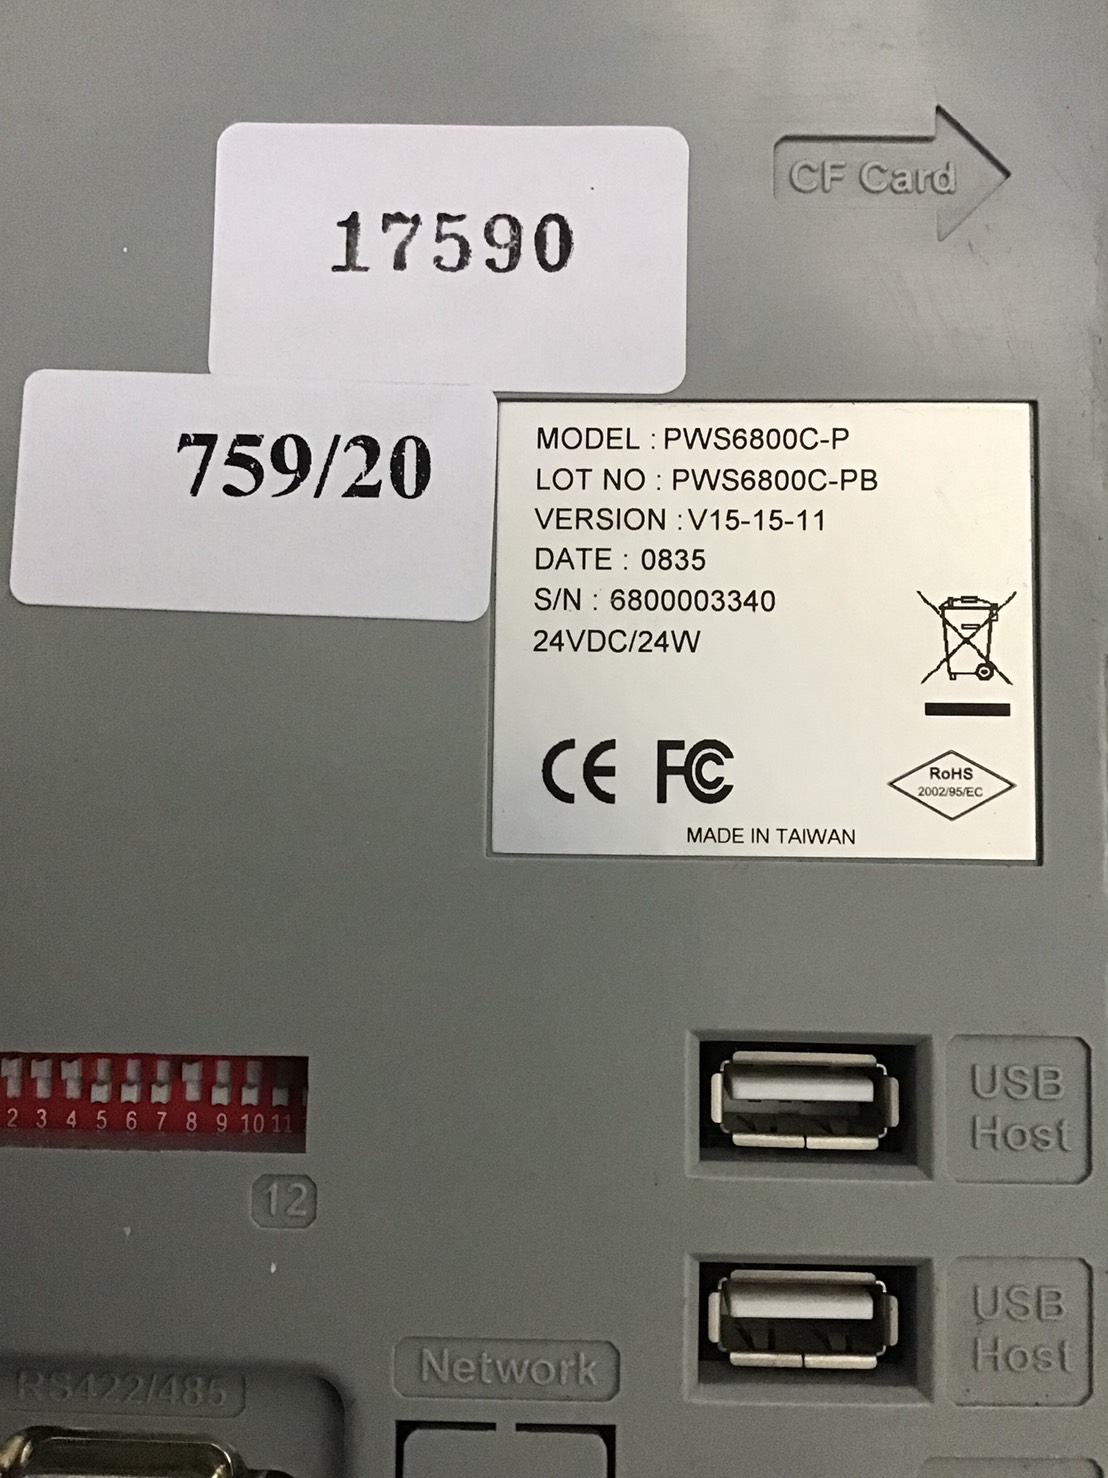 CF Card
17590
759/20
MODEL : PWS6800C-P
LOT NO : PWS6800C-PB
VERSION : V15-15-11
DATE : 0835
S/N : 6800003340
24VDC/24W
CE FC
RoHS
2002/95/EC
MADE IN TAIWAN
2 3 4 5 6 7 8 9 10 11
12
USB
Host
USB
Host
Network
RS422/485